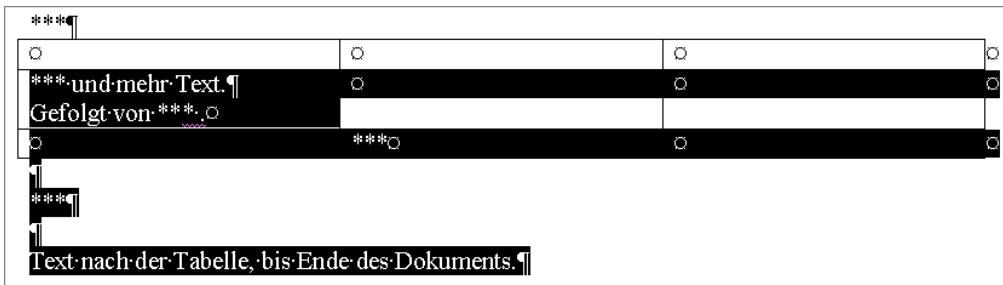 ***¶
¤ ¤ ¤ ¤
***·und·mehr·Text.¶ ¤ ¤ ¤
Gefolgt·von·***·.¤
¤ ***¤ ¤ ¤
¶
***¶
¶
Text·nach·der·Tabelle,·bis·Ende·des·Dokuments.¶